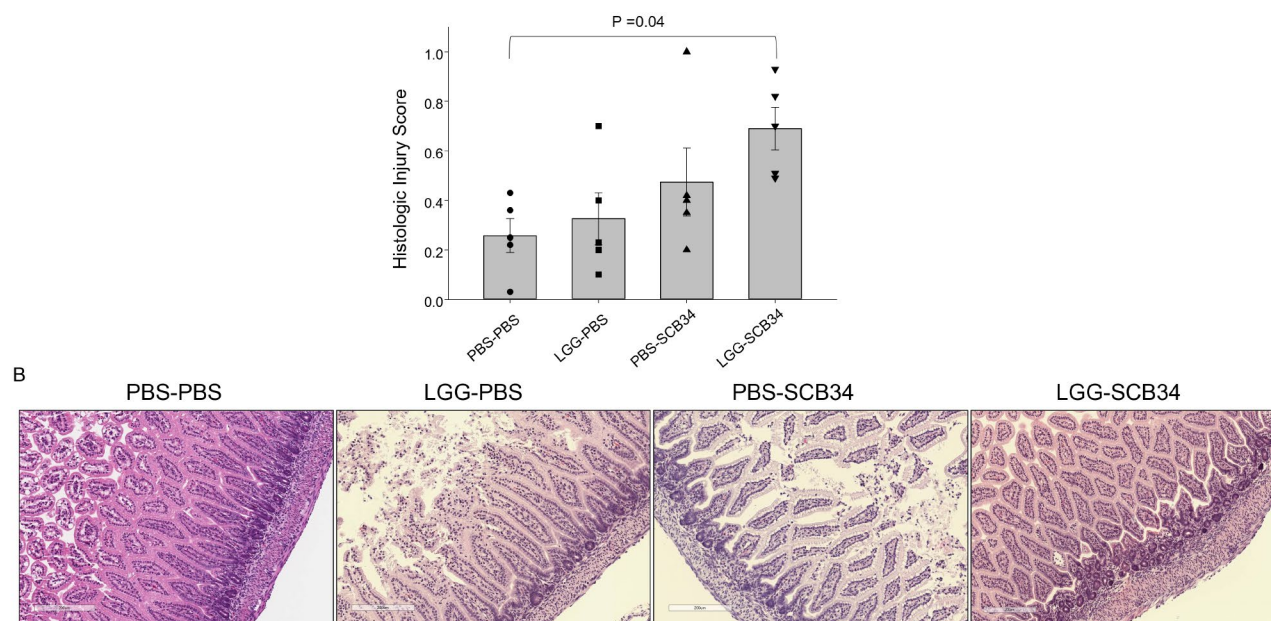 P =0.04
Histologic Injury Score
1.0
0.8
0.6
0.4
0.2
0.0
PBS-PBS
LGG-PBS
PBS-SCB34
LGG-SCB34
B
PBS-PBS LGG-PBS PBS-SCB34 LGG-SCB34
200um